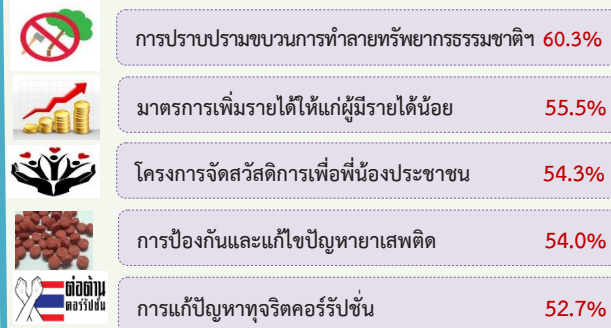 การปราบปรามขบวนการทำลายทรัพยากรธรรมชาติฯ 60.3%
มาตรการเพิ่มรายได้ให้แก่ผู้มีรายได้น้อย 55.5%
โครงการจัดสวัสดิการเพื่อพี่น้องประชาชน 54.3%
การป้องกันและแก้ไขปัญหายาเสพติด 54.0%
ต่อต้าน
คอร์รัปชั่น
การแก้ปัญหาทุจริตคอร์รัปชั่น 52.7%